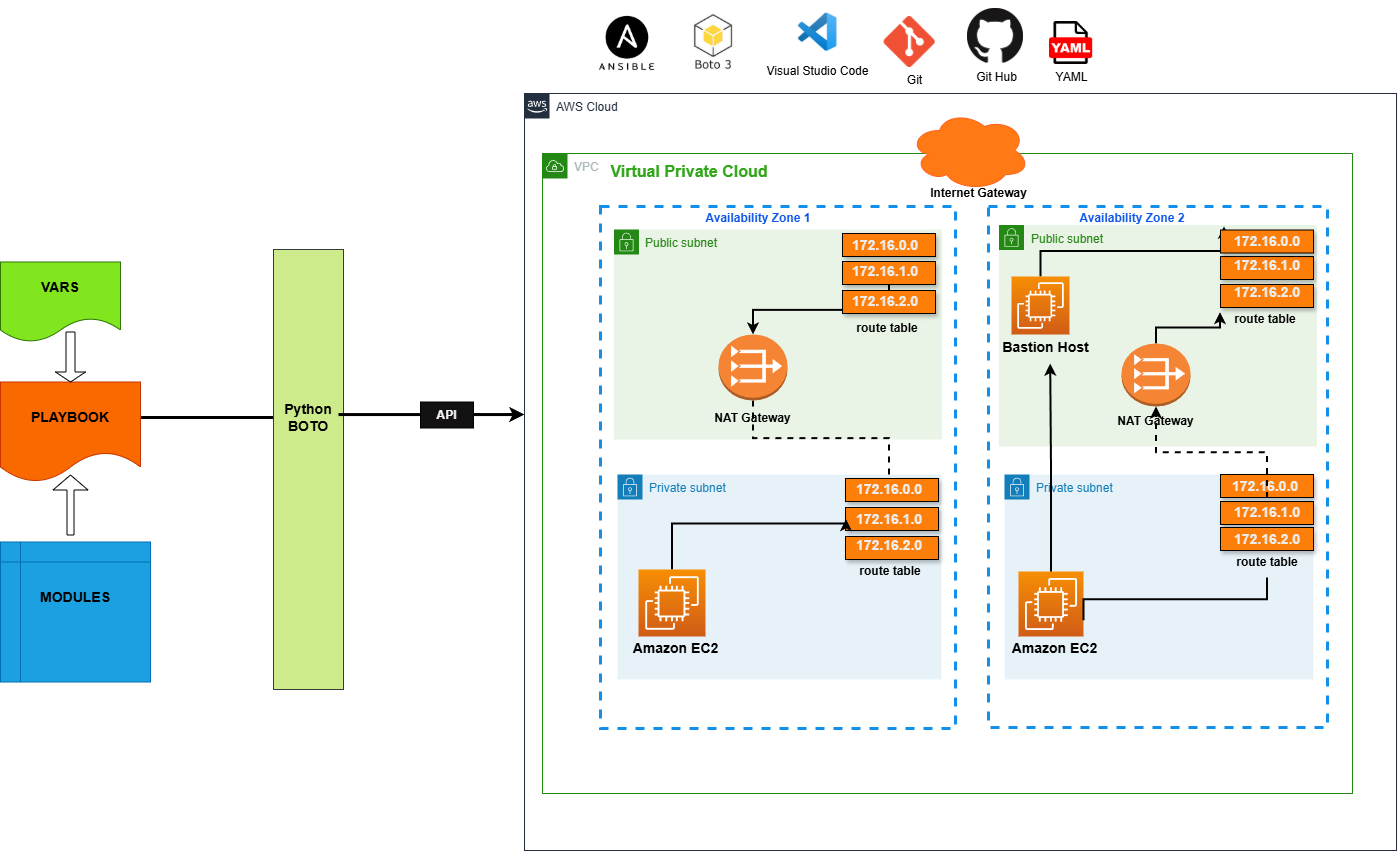 ANSIBLE
Boto 3
Visual Studio Code
Git
Git Hub
YAML
YAML
aws
AWS Cloud
VPC
Virtual Private Cloud
Internet Gateway
Availability Zone 1
Public subnet
172.16.0.0
172.16.1.0
172.16.2.0
route table
NAT Gateway
Private subnet
172.16.0.0
172.16.1.0
172.16.2.0
route table
Amazon EC2
Availability Zone 2
Public subnet
172.16.0.0
172.16.1.0
172.16.2.0
route table
Bastion Host
NAT Gateway
Private subnet
172.16.0.0
172.16.1.0
172.16.2.0
route table
Amazon EC2
VARS
PLAYBOOK
MODULES
Python
BOTO
API